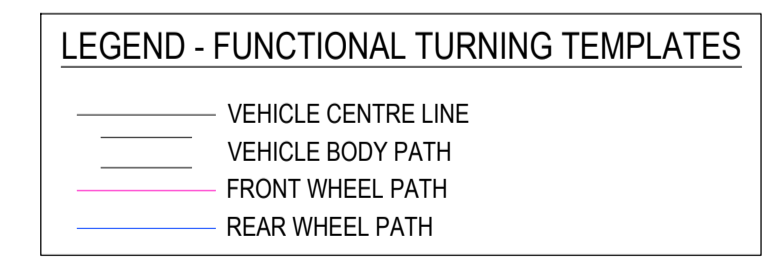 LEGEND - FUNCTIONAL TURNING TEMPLATES
VEHICLE CENTRE LINE
VEHICLE BODY PATH
FRONT WHEEL PATH
REAR WHEEL PATH